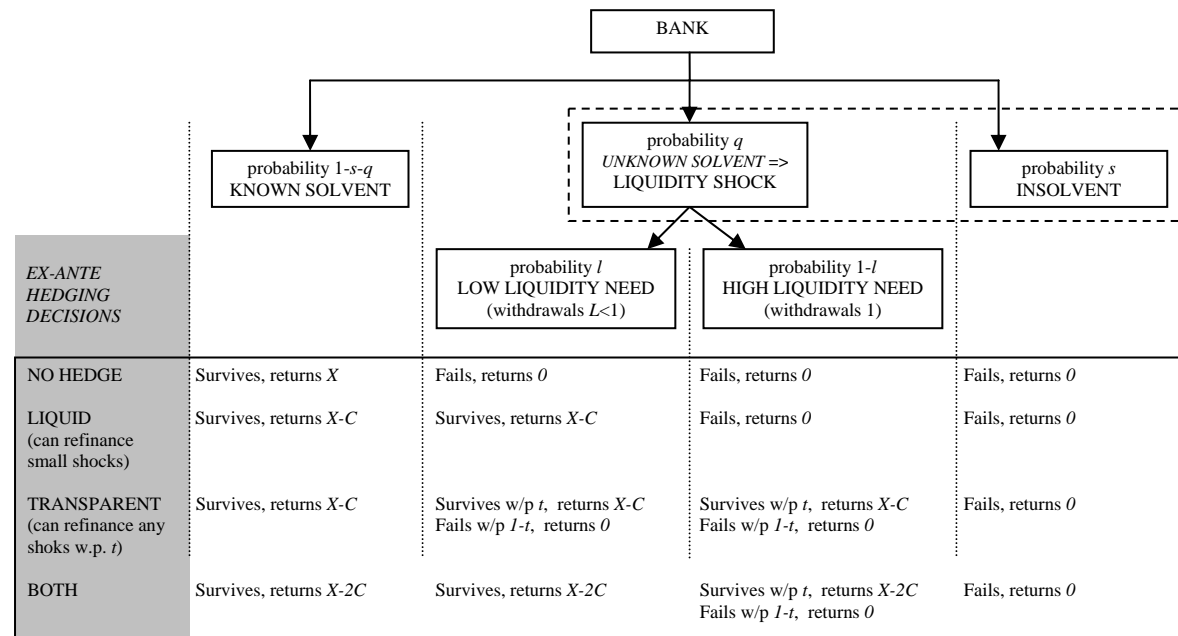 BANK
probability 1-s-q
KNOWN SOLVENT
probability q
UNKNOWN SOLVENT =>
LIQUIDITY SHOCK
probability s
INSOLVENT
EX-ANTE
HEDGING
DECISIONS
probability l
LOW LIQUIDITY NEED
(withdrawals L<1)
probability 1-l
HIGH LIQUIDITY NEED
(withdrawals 1)
NO HEDGE
Survives, returns X
Fails, returns 0
Fails, returns 0
Fails, returns 0
LIQUID
(can refinance
small shocks)
Survives, returns X-C
Survives, returns X-C
Fails, returns 0
Fails, returns 0
TRANSPARENT
(can refinance any
shoks w.p. t)
Survives, returns X-C
Survives w/p t, returns X-C
Fails w/p 1-t, returns 0
Survives w/p t, returns X-C
Fails w/p 1-t, returns 0
Fails, returns 0
BOTH
Survives, returns X-2C
Survives, returns X-2C
Survives w/p t, returns X-2C
Fails w/p 1-t, returns 0
Fails, returns 0